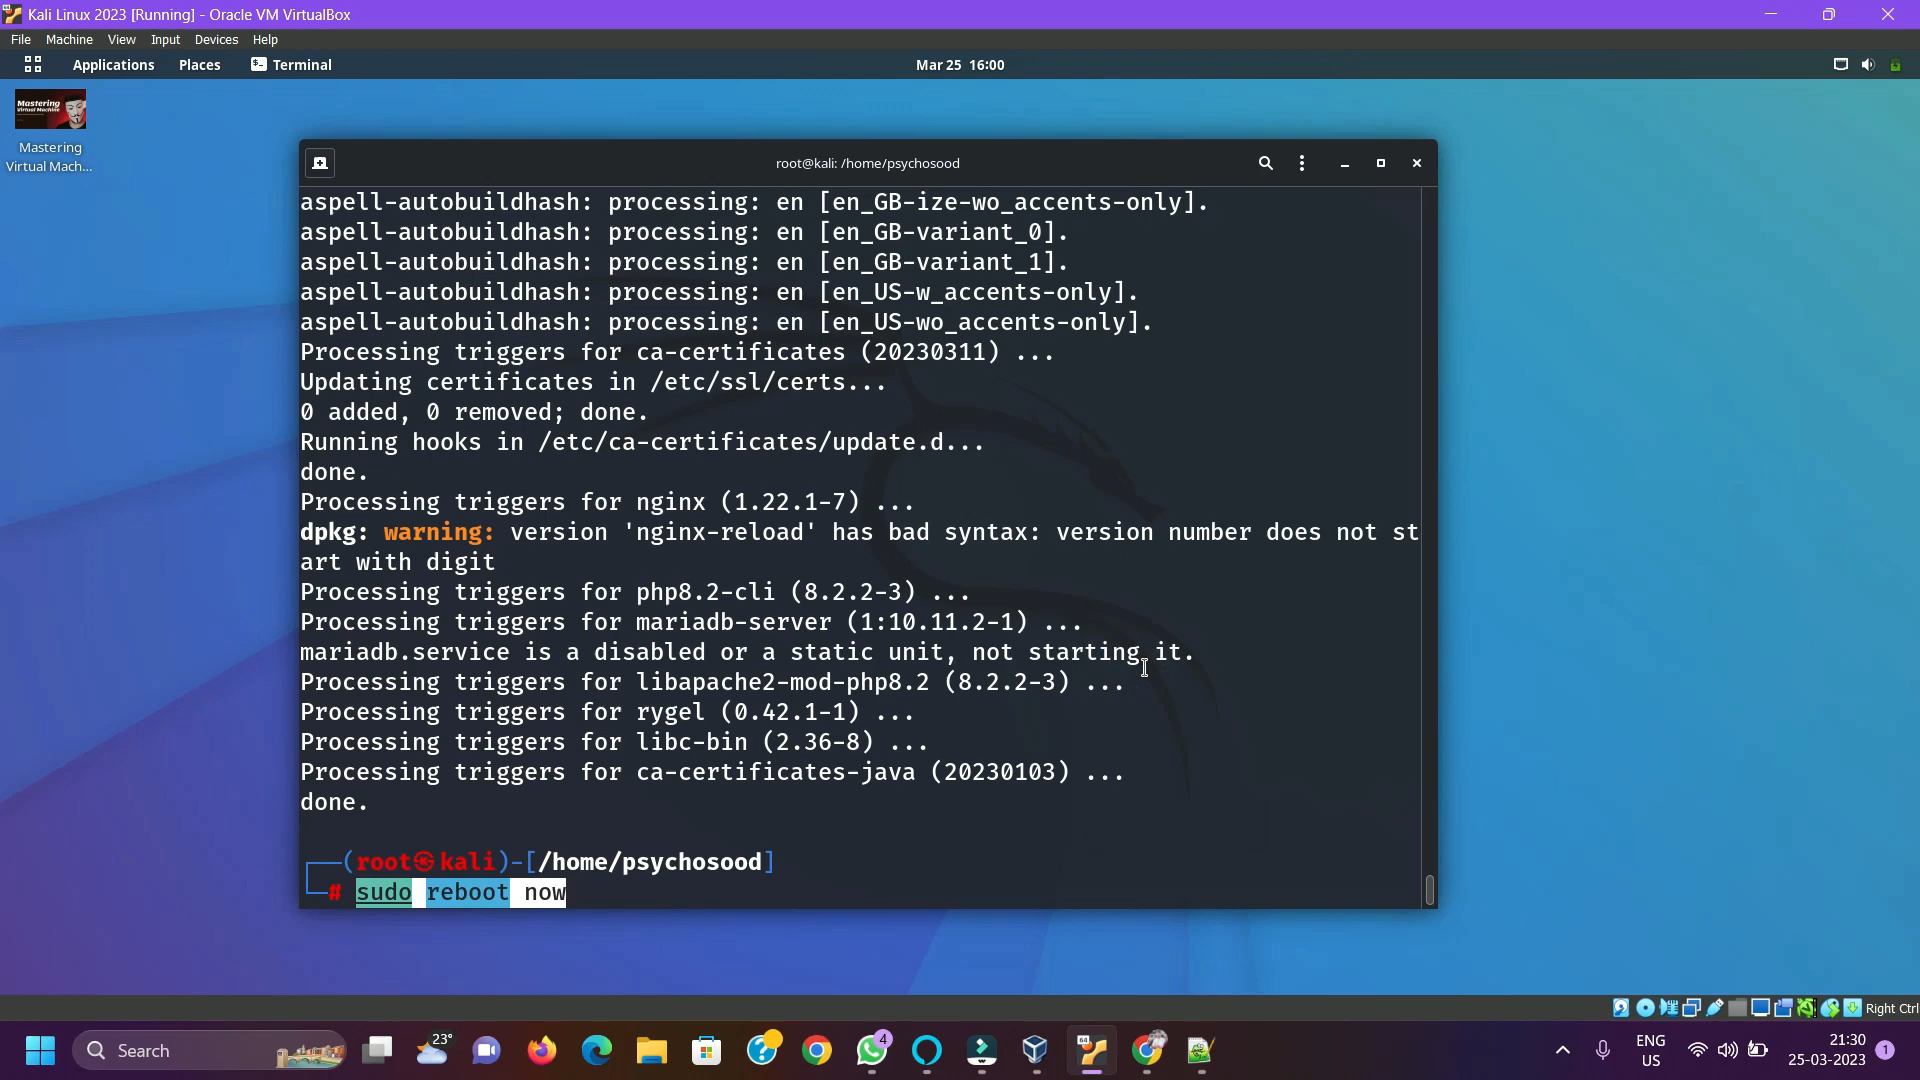 Kali Linux 2023 [Running] - Oracle VM VirtualBox
File Machine View Input Devices Help
Applications Places Terminal Mar 25 16:00
Mastering
Virtual Machine
Mastering
Virtual Mach...
root@kali: /home/psychosood
aspell-autobuildhash: processing: en [en_GB-ize-wo_accents-only].
aspell-autobuildhash: processing: en [en_GB-variant_0].
aspell-autobuildhash: processing: en [en_GB-variant_1].
aspell-autobuildhash: processing: en [en_US-w_accents-only].
aspell-autobuildhash: processing: en [en_US-wo_accents-only].
Processing triggers for ca-certificates (20230311) ...
Updating certificates in /etc/ssl/certs...
0 added, 0 removed; done.
Running hooks in /etc/ca-certificates/update.d...
done.
Processing triggers for nginx (1.22.1-7) ...
dpkg: warning: version 'nginx-reload' has bad syntax: version number does not st
art with digit
Processing triggers for php8.2-cli (8.2.2-3) ...
Processing triggers for mariadb-server (1:10.11.2-1) ...
mariadb.service is a disabled or a static unit, not starting it.
Processing triggers for libapache2-mod-php8.2 (8.2.2-3) ...
Processing triggers for rygel (0.42.1-1) ...
Processing triggers for libc-bin (2.36-8) ...
Processing triggers for ca-certificates-java (20230103) ...
done.
┌──(root㉿kali)-[/home/psychosood]
└─# sudo reboot now
Right Ctrl
Search 23° 4 64 ENG
US 21:30
25-03-2023 1